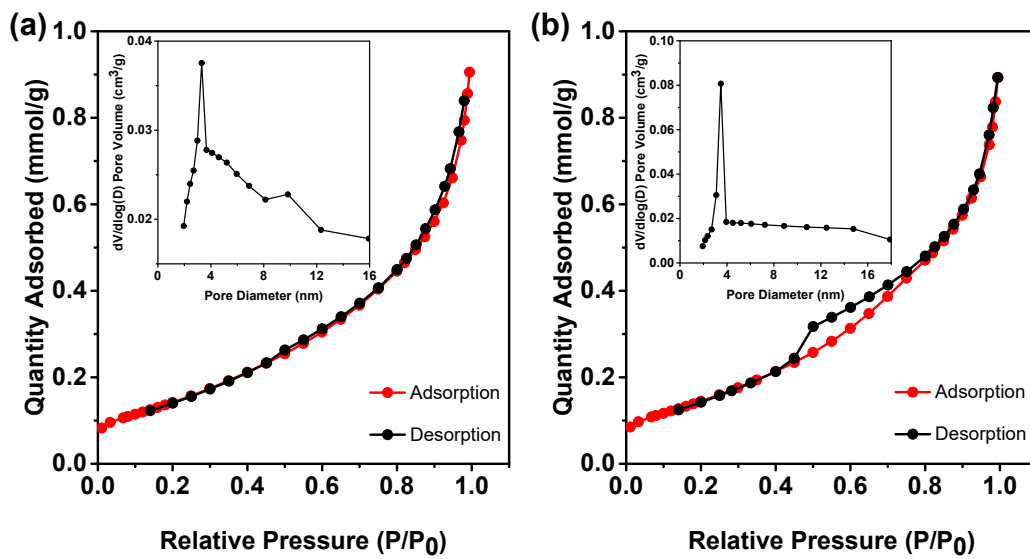 (a)
Quantity Adsorbed (mmol/g)
1.0
0.8
0.6
0.4
0.2
0.0
0.0 0.2 0.4 0.6 0.8 1.0
Relative Pressure (P/P0)
dV/dlog(D) Pore Volume (cm3/g)
0.04
0.03
0.02
0 4 8 12 16
Pore Diameter (nm)
Adsorption
Desorption
(b)
Quantity Adsorbed (mmol/g)
1.0
0.8
0.6
0.4
0.2
0.0
0.0 0.2 0.4 0.6 0.8 1.0
Relative Pressure (P/P0)
dV/dlog(D) Pore Volume (cm3/g)
0.10
0.08
0.06
0.04
0.02
0.00
0 4 8 12 16
Pore Diameter (nm)
Adsorption
Desorption